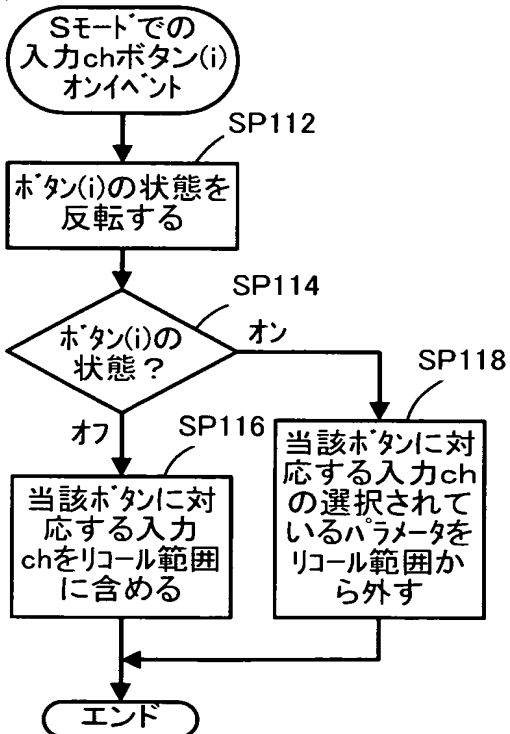 Sモードでの
入力chボタン(i)
オンイベント
SP112
ボタン(i)の状態を
反転する
SP114
ボタン(i)の
状態？
オン
オフ
SP116
当該ボタンに対
応する入力
chをリコール範囲
に含める
SP118
当該ボタンに対
応する入力ch
の選択されて
いるパラメータを
リコール範囲か
ら外す
エンド